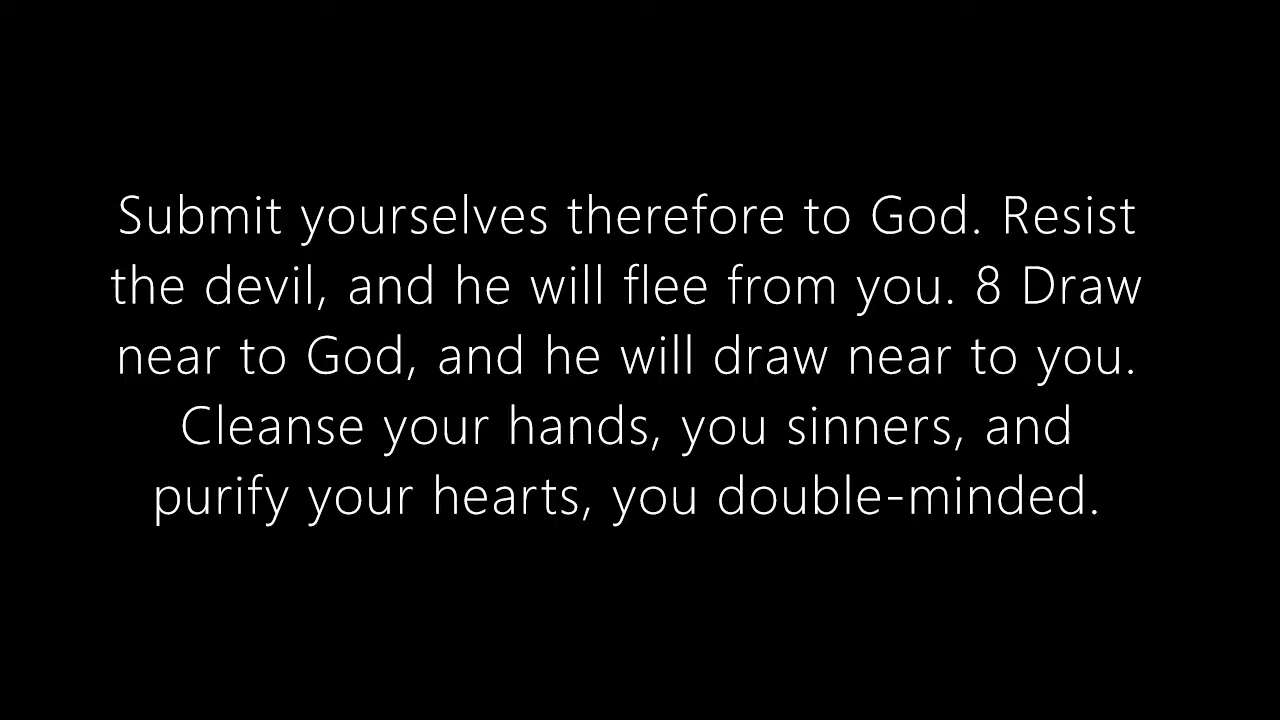 Submit yourselves therefore to God. Resist
the devil, and he will flee from you. 8 Draw
near to God, and he will draw near to you.
Cleanse your hands, you sinners, and
purify your hearts, you double-minded.